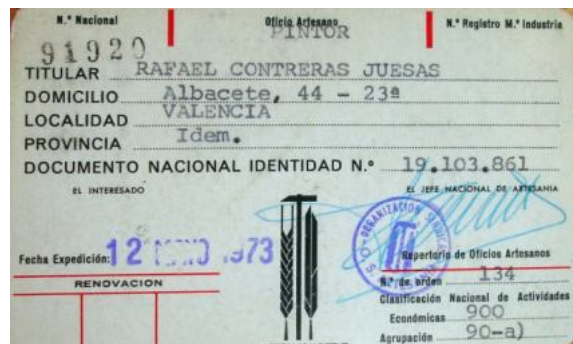 N.º Nacional Oficio Artesano N.º Registro M.º Industria
91920 PINTOR
TITULAR RAFAEL CONTRERAS JUESAS
DOMICILIO Albacete, 44 - 23ª
LOCALIDAD VALENCIA
PROVINCIA Idem.
DOCUMENTO NACIONAL IDENTIDAD N.º 19.103.861
EL INTERESADO EL JEFE NACIONAL DE ARTESANIA
ORGANIZACION
Fecha Expedición: 12 1973
Repertorio de Oficios Artesanos
RENOVACION N.º de orden 134
Clasificación Nacional de Actividades
Económicas 900
Agrupación 90-a)